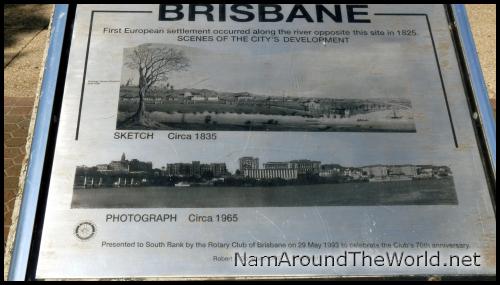 BRISBANE
First European settlement occurred along the river opposite this site in 1825.
SCENES OF THE CITY'S DEVELOPMENT
SKETCH Circa 1835
PHOTOGRAPH Circa 1965
Presented to South Bank by the Rotary Club of Brisbane on 29 May 1993 to celebrate the Club's 70th anniversary.
Robert
NamAroundTheWorld.net